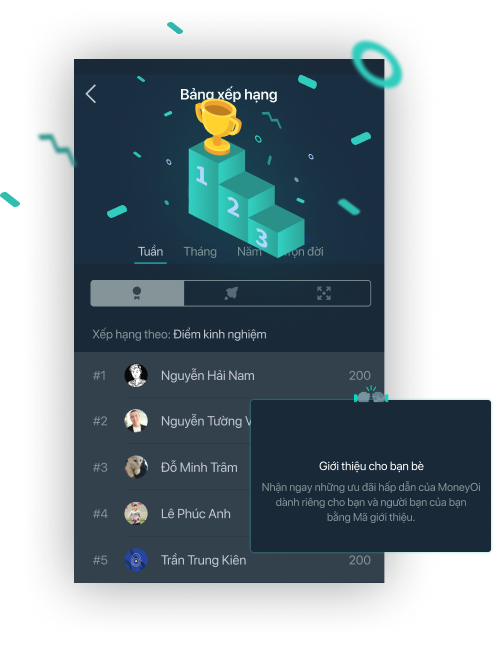 Bảng xếp hạng
1
2
3
Tuần Tháng Năm Trọn đời
Xếp hạng theo: Điểm kinh nghiệm
#1 Nguyễn Hải Nam 200
#2 Nguyễn Tường
#3 Đỗ Minh Trâm
#4 Lê Phúc Anh
#5 Trần Trung Kiên 200
Giới thiệu cho bạn bè
Nhận ngay những ưu đãi hấp dẫn của MoneyOi
dành riêng cho bạn và người bạn của bạn
bằng Mã giới thiệu.